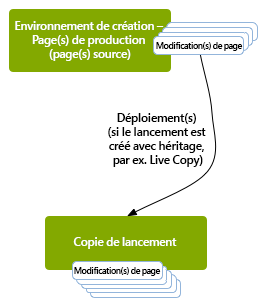 Environnement de création –
Page(s) de production
(page(s) source)
Modification(s) de page
Déploiement(s)
(si le lancement est
créé avec héritage,
par ex. Live Copy)
Copie de lancement
Modification(s) de page